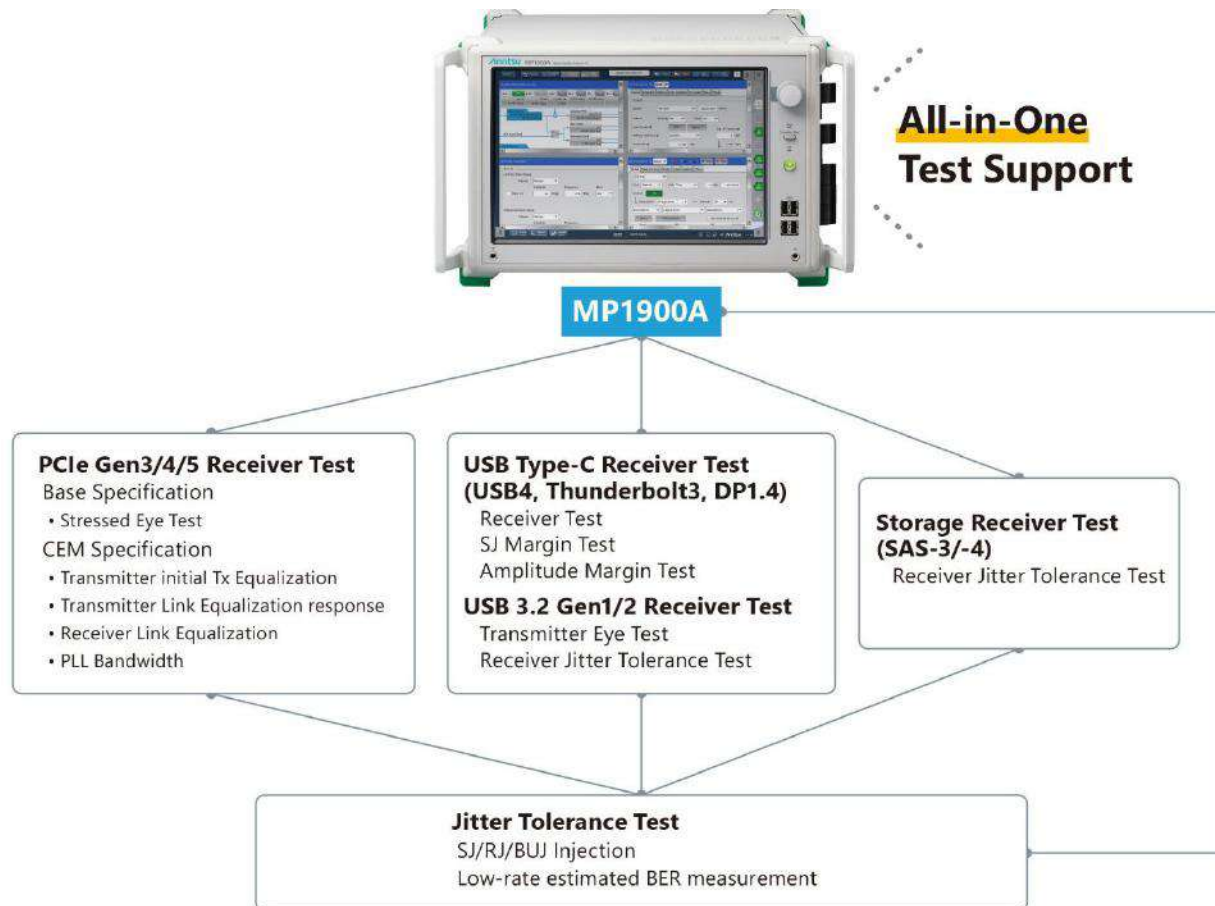 Anritsu MP1900A
All-in-One
Test Support
MP1900A
PCIe Gen3/4/5 Receiver Test
Base Specification
• Stressed Eye Test
CEM Specification
• Transmitter initial Tx Equalization
• Transmitter Link Equalization response
• Receiver Link Equalization
• PLL Bandwidth
USB Type-C Receiver Test
(USB4, Thunderbolt3, DP1.4)
Receiver Test
SJ Margin Test
Amplitude Margin Test
USB 3.2 Gen1/2 Receiver Test
Transmitter Eye Test
Receiver Jitter Tolerance Test
Storage Receiver Test
(SAS-3/-4)
Receiver Jitter Tolerance Test
Jitter Tolerance Test
SJ/RJ/BUJ Injection
Low-rate estimated BER measurement